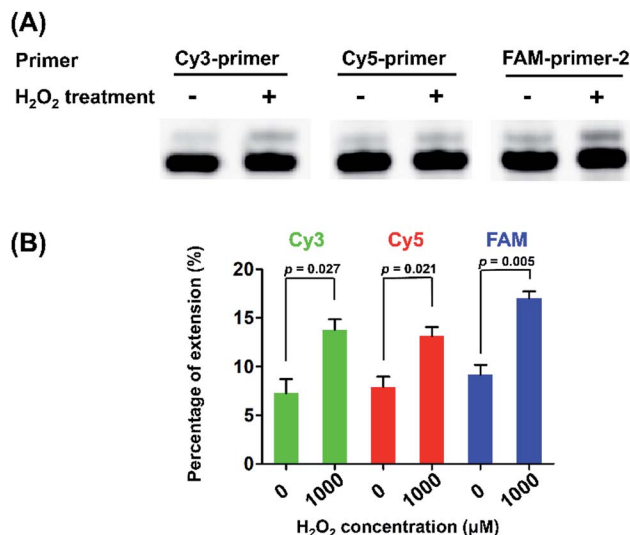 (A)
Primer Cy3-primer Cy5-primer FAM-primer-2
H₂O₂ treatment - + - + - +
(B)
Cy3 Cy5 FAM
p = 0.027 p = 0.021 p = 0.005
Percentage of extension (%)
20
15
10
5
0
0 1000 0 1000 0 1000
H₂O₂ concentration (µM)